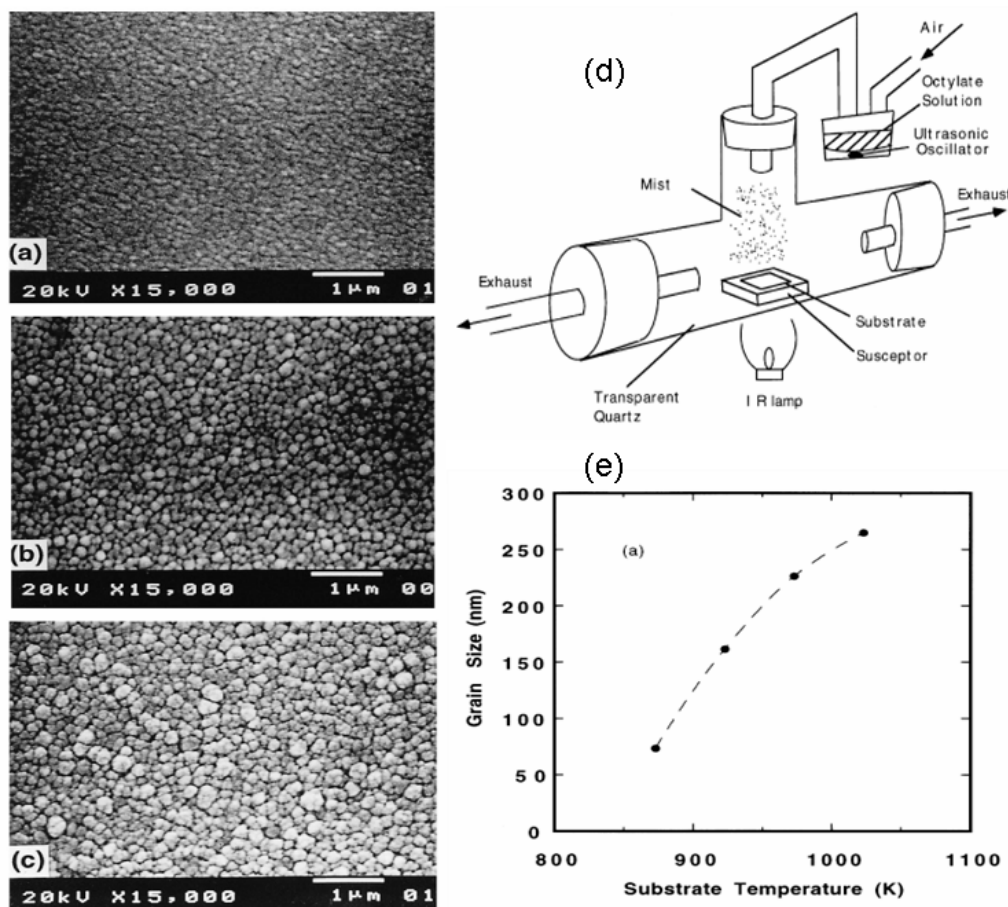 (a)
20kV X15,000 1µm 01
(b)
20kV X15,000 1µm 00
(c)
20kV X15,000 1µm 01
(d)
Air
Octylate
Solution
Ultrasonic
Oscillator
Mist
Exhaust
Exhaust
Substrate
Susceptor
Transparent
Quartz
I R lamp
(e)
(a)
300
250
200
150
100
50
0
Grain Size (nm)
800 900 1000 1100
Substrate Temperature (K)